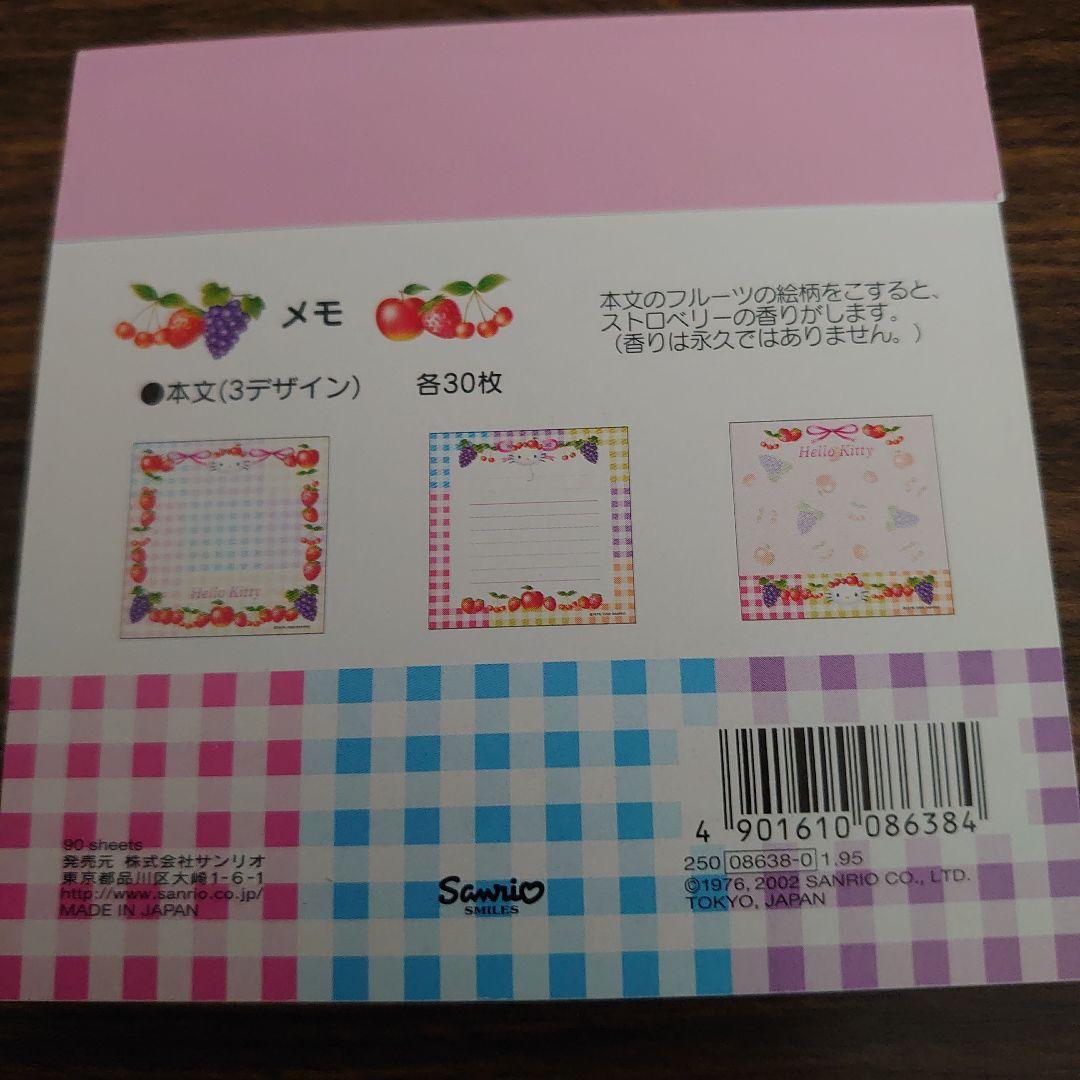 メモ
本文のフルーツの絵柄をこすると、
ストロベリーの香りがします。
（香りは永久ではありません。）
●本文(3デザイン) 各30枚
Hello Kitty
Hello Kitty
4 901610 086384
90 sheets
発売元 株式会社サンリオ
東京都品川区大崎1-6-1
http://www.sanrio.co.jp/
MADE IN JAPAN
Sanrio
SMILES
250 08638-0 1.95
©1976, 2002 SANRIO CO., LTD.
TOKYO, JAPAN